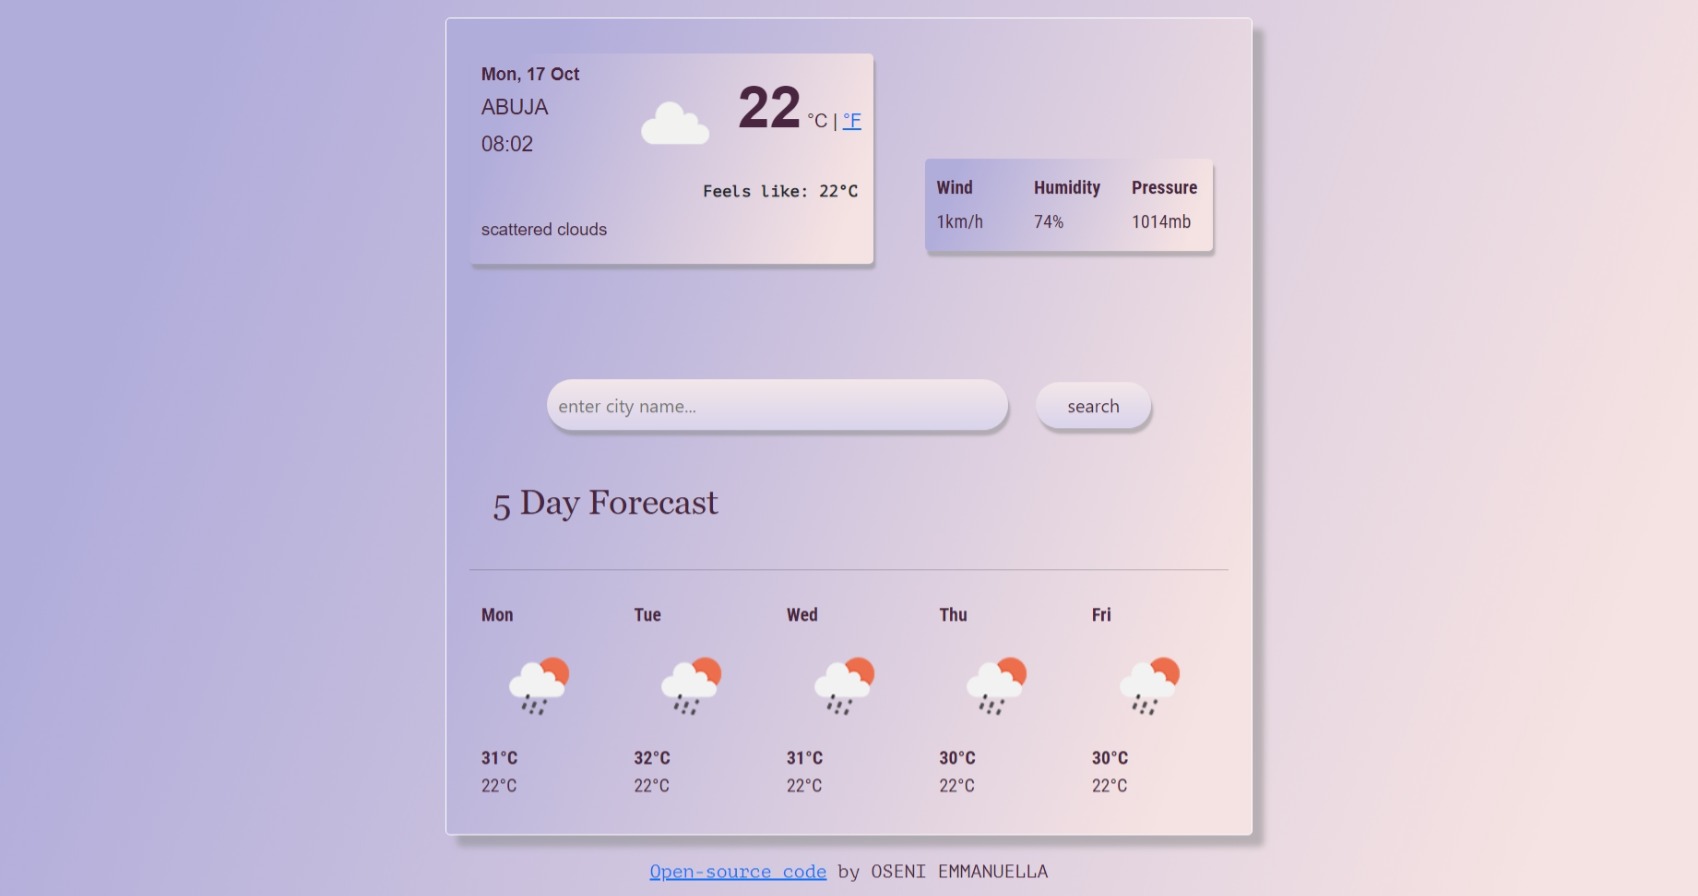 Mon, 17 Oct
ABUJA
08:02
22 °C | °F
Feels like: 22°C
scattered clouds
Wind Humidity Pressure
1km/h 74% 1014mb
enter city name... search
5 Day Forecast
Mon Tue Wed Thu Fri
31°C 32°C 31°C 30°C 30°C
22°C 22°C 22°C 22°C 22°C
Open-source code by OSENI EMMANUELLA